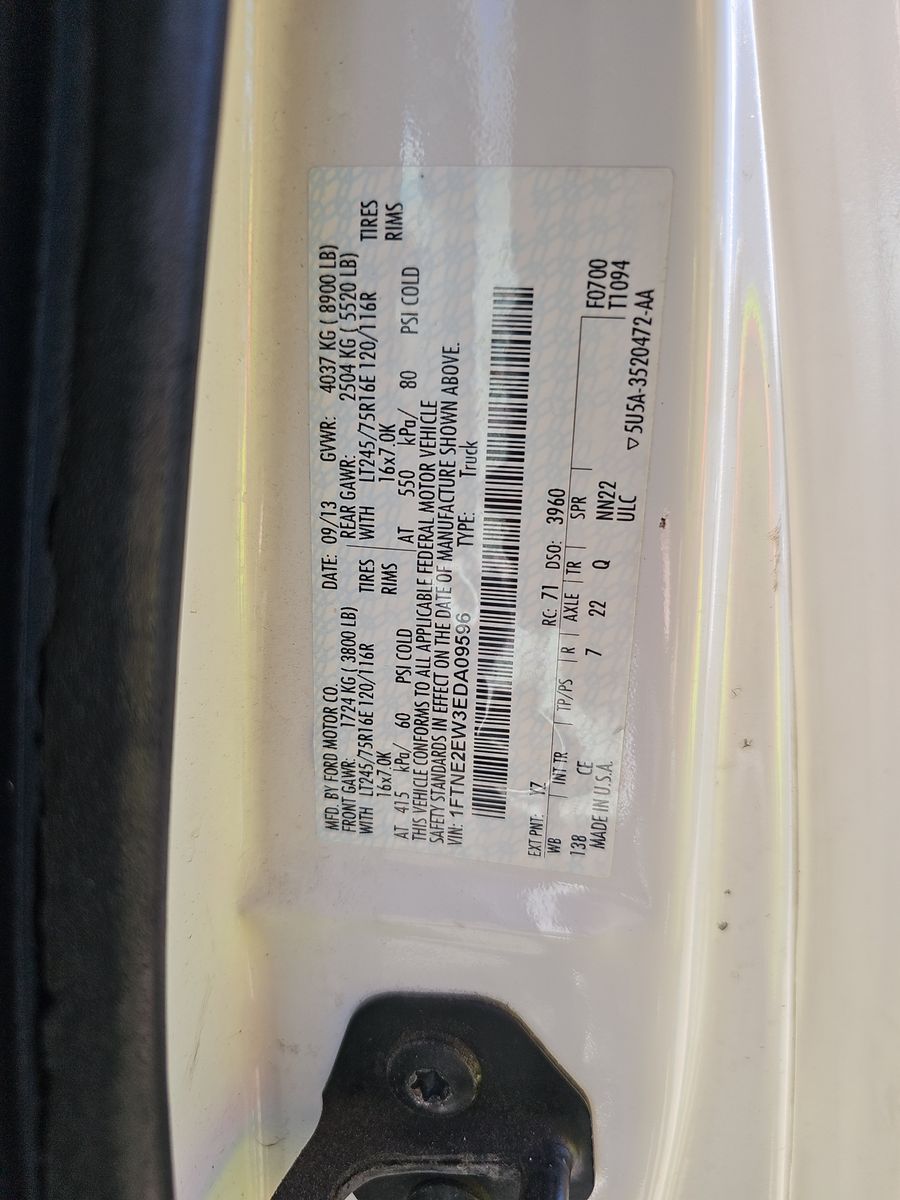 MFD. BY FORD MOTOR CO. DATE: 09/13 GVWR: 4037 KG ( 8900 LB)
FRONT GAWR: 1724 KG ( 3800 LB) REAR GAWR: 2504 KG ( 5520 LB)
WITH LT245/75R16E 120/116R TIRES WITH LT245/75R16E 120/116R TIRES
16x7.0K RIMS 16x7.0K RIMS
AT 415 kPa/ 60 PSI COLD AT 550 kPa/ 80 PSI COLD
THIS VEHICLE CONFORMS TO ALL APPLICABLE FEDERAL MOTOR VEHICLE
SAFETY STANDARDS IN EFFECT ON THE DATE OF MANUFACTURE SHOWN ABOVE.
VIN: 1FTNE2EW3EDA09596 TYPE: Truck
EXT PNT: YZ RC: 71 DSO: 3960
WB INT TR TP/PS R AXLE TR SPR F0700
138 CE 7 22 Q NN22 T1094
MADE IN U.S.A. ULC
▽5U5A-3520472-AA